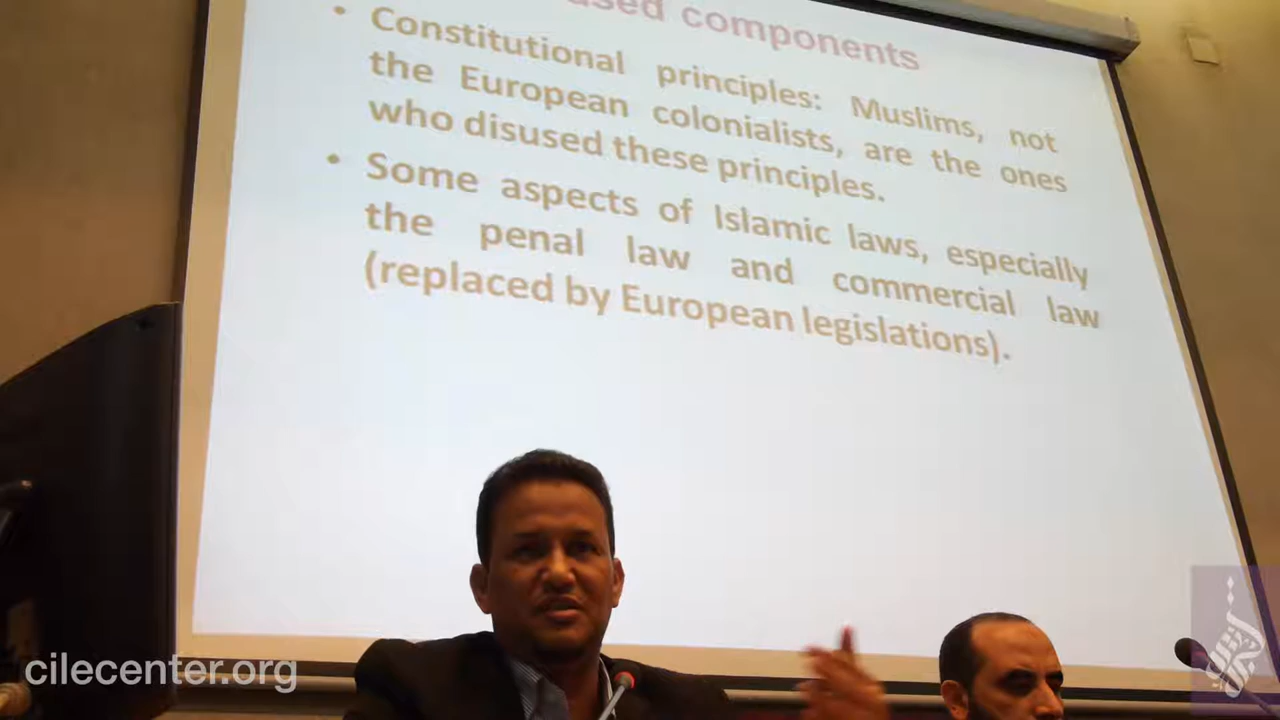 used components
• Constitutional principles: Muslims, not
the European colonialists, are the ones
who disused these principles.
• Some aspects of Islamic laws, especially
the penal law and commercial law
(replaced by European legislations).
cilecenter.org